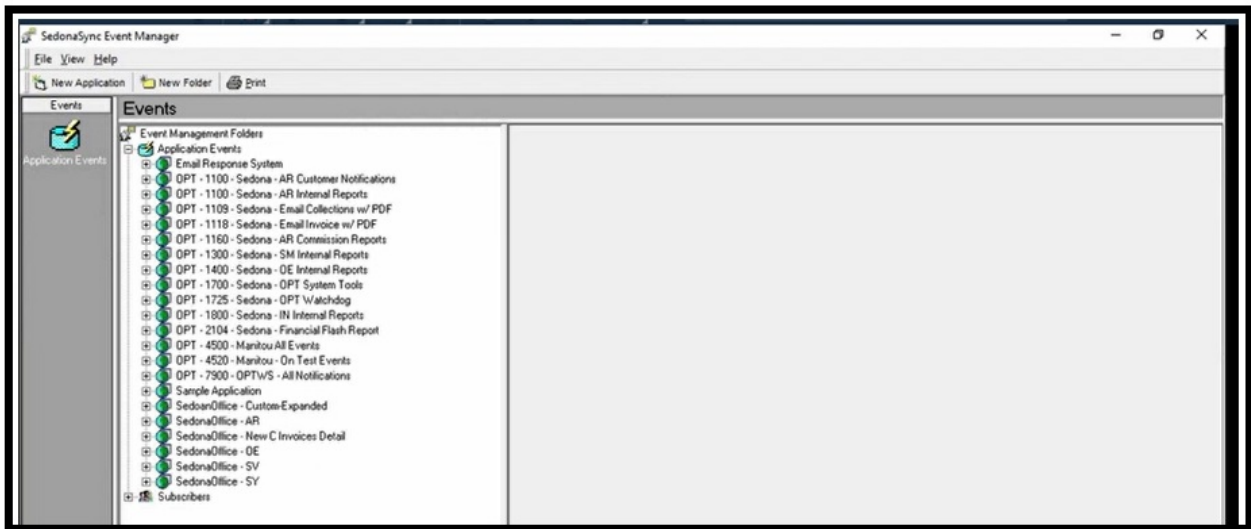 SedonaSync Event Manager
File View Help
New Application New Folder Print
Events
Events
Application Events
Event Management Folders
Application Events
Email Response System
OPT - 1100 - Sedona - AR Customer Notifications
OPT - 1100 - Sedona - AR Internal Reports
OPT - 1109 - Sedona - Email Collections w/ PDF
OPT - 1118 - Sedona - Email Invoice w/ PDF
OPT - 1160 - Sedona - AR Commission Reports
OPT - 1300 - Sedona - SM Internal Reports
OPT - 1400 - Sedona - OE Internal Reports
OPT - 1700 - Sedona - OPT System Tools
OPT - 1725 - Sedona - OPT Watchdog
OPT - 1800 - Sedona - IN Internal Reports
OPT - 2104 - Sedona - Financial Flash Report
OPT - 4500 - Manitou All Events
OPT - 4520 - Manitou - On Test Events
OPT - 7900 - OPTWS - All Notifications
Sample Application
SedoanOffice - Custom-Expanded
SedonaOffice - AR
SedonaOffice - New C Invoices Detail
SedonaOffice - OE
SedonaOffice - SV
SedonaOffice - SY
Subscribers